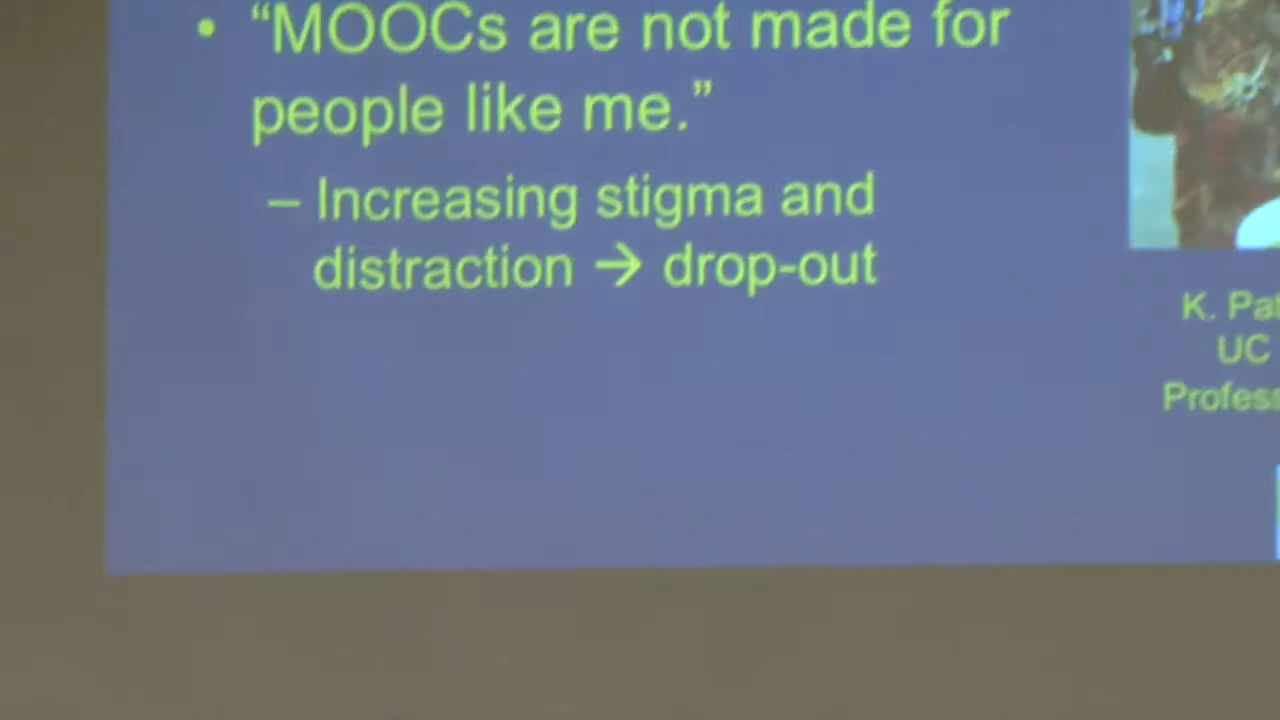 • “MOOCs are not made for
people like me.”
– Increasing stigma and
distraction → drop-out
K.
UC